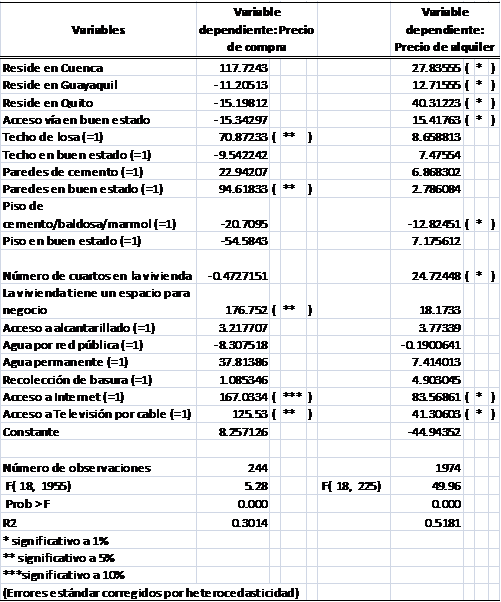 Variables Variable dependiente: Precio de compra Variable dependiente: Precio de alquiler
Reside en Cuenca 117.7243 27.83555 ( * )
Reside en Guayaquil -11.20513 12.71555 ( * )
Reside en Quito -15.19812 40.31223 ( * )
Acceso vía en buen estado -15.34297 15.41763 ( * )
Techo de losa (=1) 70.87233 ( ** ) 8.658813
Techo en buen estado (=1) -9.542242 7.47554
Paredes de cemento (=1) 22.94207 6.868302
Paredes en buen estado (=1) 94.61833 ( ** ) 2.786084
Piso de
cemento/baldosa/marmol (=1) -20.7095 -12.82451 ( * )
Piso en buen estado (=1) -54.5843 7.175612
Número de cuartos en la vivienda -0.4727151 24.72448 ( * )
La vivienda tiene un espacio para
negocio 176.752 ( ** ) 18.1733
Acceso a alcantarillado (=1) 3.217707 3.77339
Agua por red pública (=1) -8.307518 -0.1900641
Agua permanente (=1) 37.81386 7.414013
Recolección de basura (=1) 1.085346 4.903045
Acceso a Internet (=1) 167.0334 ( *** ) 83.56861 ( * )
Acceso a Televisión por cable (=1) 125.53 ( ** ) 41.30603 ( * )
Constante 8.257126 -44.94352
Número de observaciones 244 1974
F( 18, 1955) 5.28 F( 18, 225) 49.96
Prob > F 0.000 0.000
R2 0.3014 0.5181
* significativo a 1%
** significativo a 5%
***significativo a 10%
(Errores estándar corregidos por heterocedasticidad)